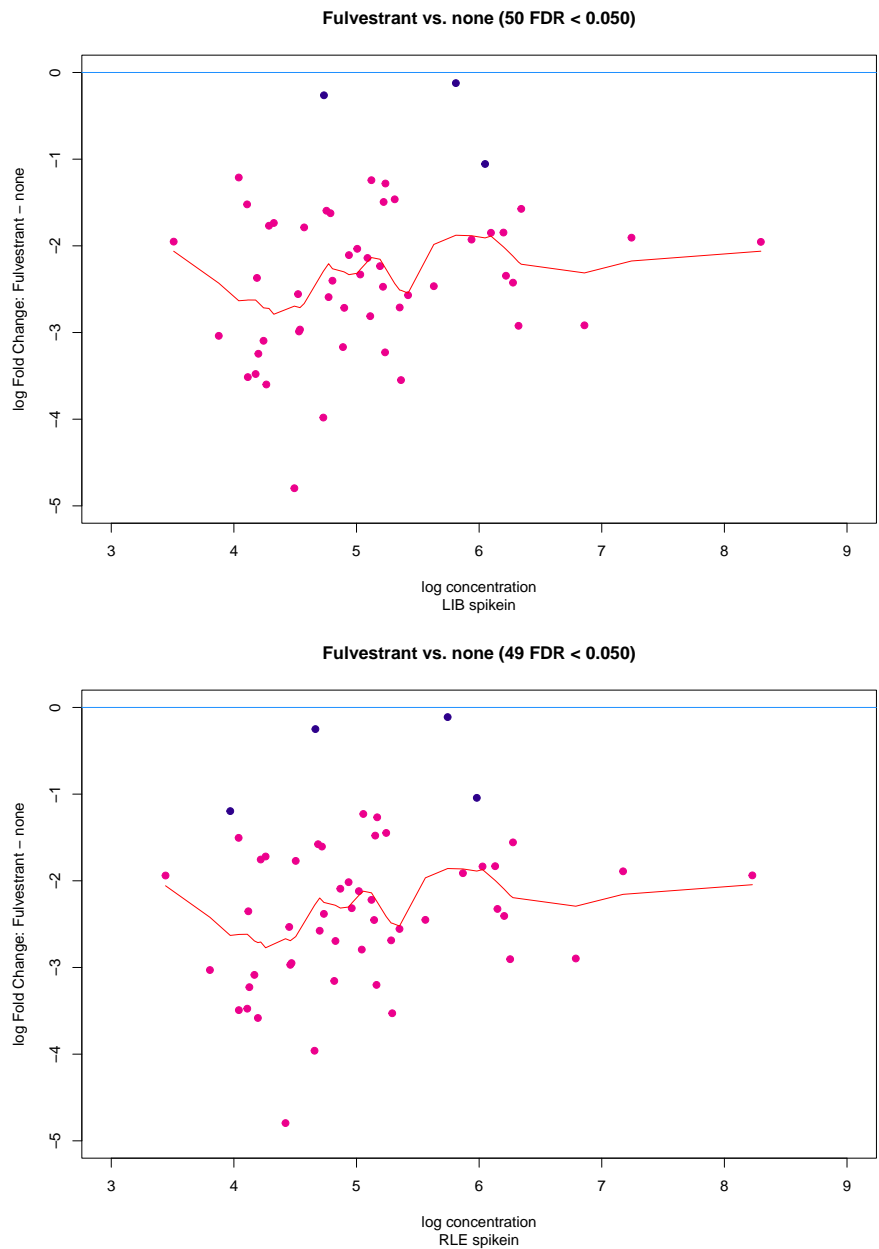 Fulvestrant vs. none (50 FDR < 0.050)
0
−1
−2
−3
−4
−5
log Fold Change: Fulvestrant − none
3 4 5 6 7 8 9
log concentration
LIB spikein
Fulvestrant vs. none (49 FDR < 0.050)
0
−1
−2
−3
−4
−5
log Fold Change: Fulvestrant − none
3 4 5 6 7 8 9
log concentration
RLE spikein